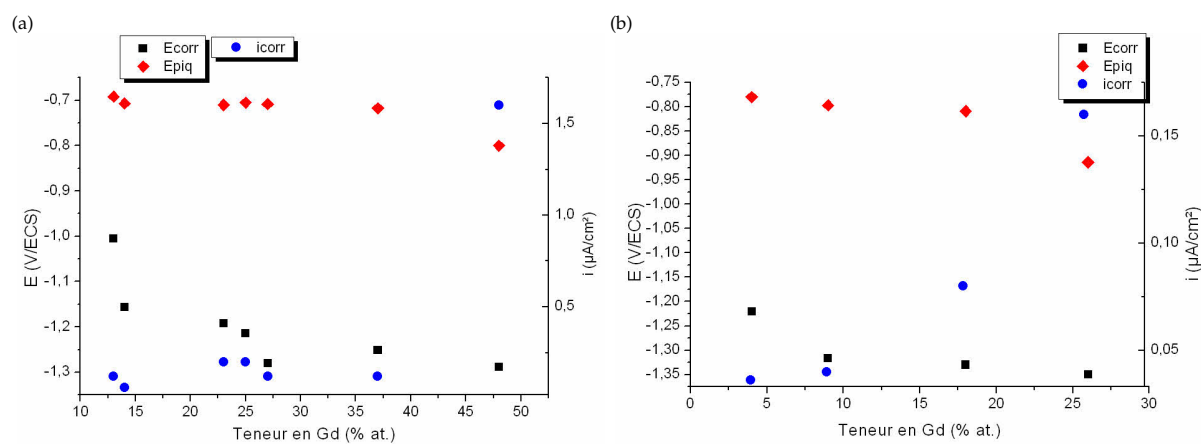 (a)
Ecorr
Epiq
icorr
-0,7
-0,8
-0,9
-1,0
-1,1
-1,2
-1,3
E (V/ECS)
1,5
1,0
0,5
i (µA/cm²)
10 15 20 25 30 35 40 45 50
Teneur en Gd (% at.)
(b)
Ecorr
Epiq
icorr
-0,75
-0,80
-0,85
-0,90
-0,95
-1,00
-1,05
-1,10
-1,15
-1,20
-1,25
-1,30
-1,35
E (V/ECS)
0,15
0,10
0,05
i (µA/cm²)
0 5 10 15 20 25 30
Teneur en Gd (% at.)